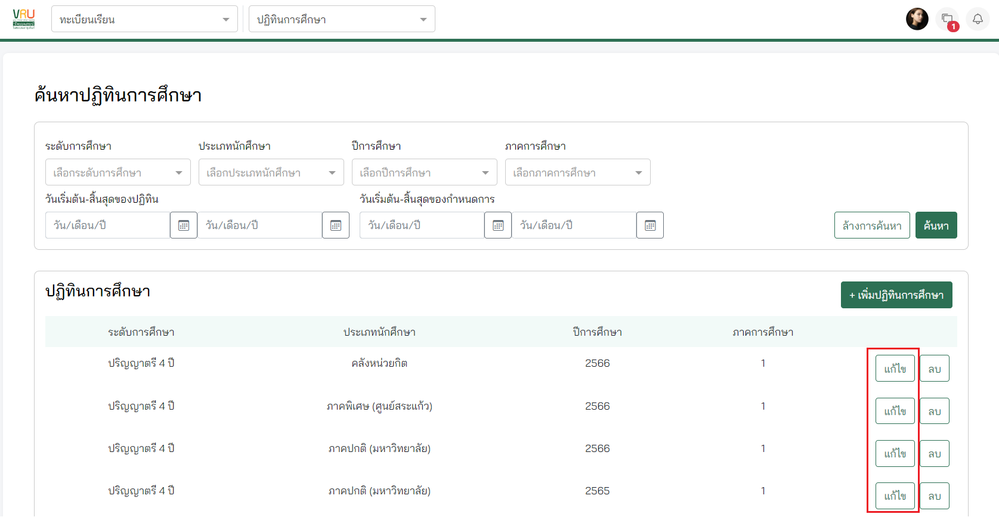 VRU
ทะเบียนเรียน
ปฏิทินการศึกษา
1
ค้นหาปฏิทินการศึกษา
ระดับการศึกษา ประเภทนักศึกษา ปีการศึกษา ภาคการศึกษา
เลือกระดับการศึกษา เลือกประเภทนักศึกษา เลือกปีการศึกษา เลือกภาคการศึกษา
วันเริ่มต้น-สิ้นสุดของปฏิทิน วันเริ่มต้น-สิ้นสุดของกำหนดการ
วัน/เดือน/ปี วัน/เดือน/ปี วัน/เดือน/ปี วัน/เดือน/ปี ล้างการค้นหา ค้นหา
ปฏิทินการศึกษา + เพิ่มปฏิทินการศึกษา
ระดับการศึกษา ประเภทนักศึกษา ปีการศึกษา ภาคการศึกษา
ปริญญาตรี 4 ปี คลังหน่วยกิต 2566 1 แก้ไข ลบ
ปริญญาตรี 4 ปี ภาคพิเศษ (ศูนย์สระแก้ว) 2566 1 แก้ไข ลบ
ปริญญาตรี 4 ปี ภาคปกติ (มหาวิทยาลัย) 2566 1 แก้ไข ลบ
ปริญญาตรี 4 ปี ภาคปกติ (มหาวิทยาลัย) 2565 1 แก้ไข ลบ